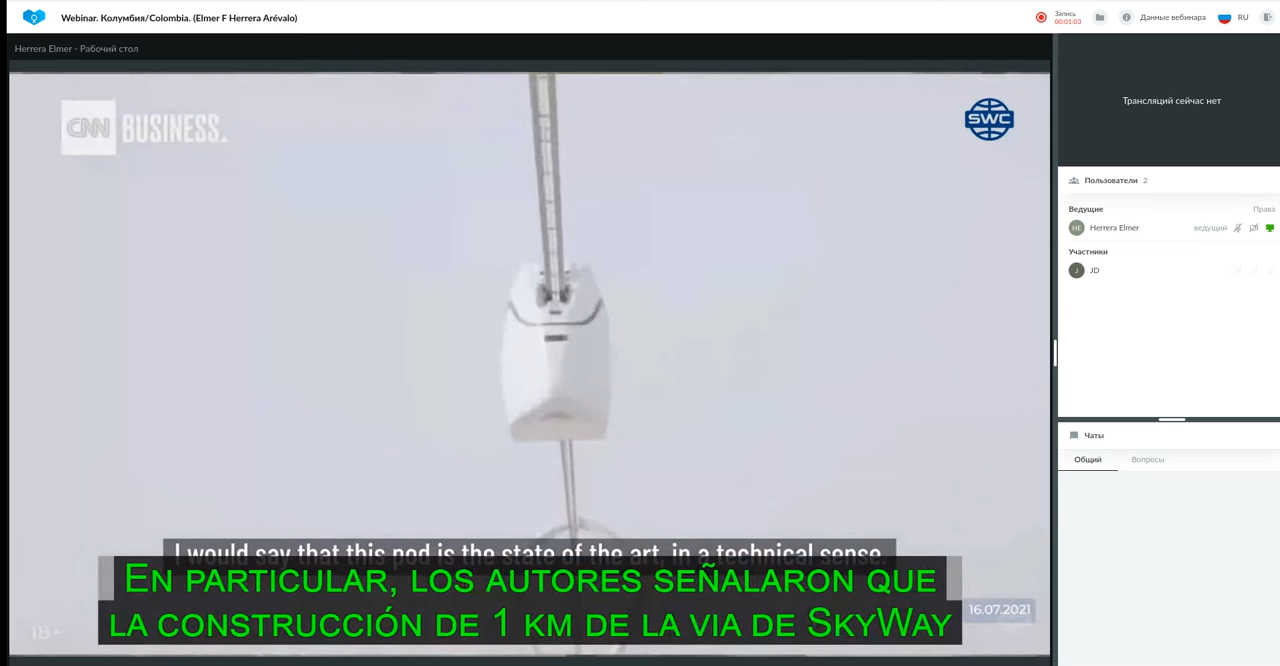 Webinar. Колумбия/Colombia. (Elmer F Herrera Arévalo)
Запись
00:01:03
Данные вебинара
RU
Herrera Elmer - Рабочий стол
CNN BUSINESS.
SWC
Трансляций сейчас нет
Пользователи 2
Ведущие Права
HE Herrera Elmer ведущий
Участники
J JD
Чаты
Общий Вопросы
I would say that this pod is the state of the art, in a technical sense.
En particular, los autores señalaron que
la construcción de 1 km de la via de SkyWay
16.07.2021
18+